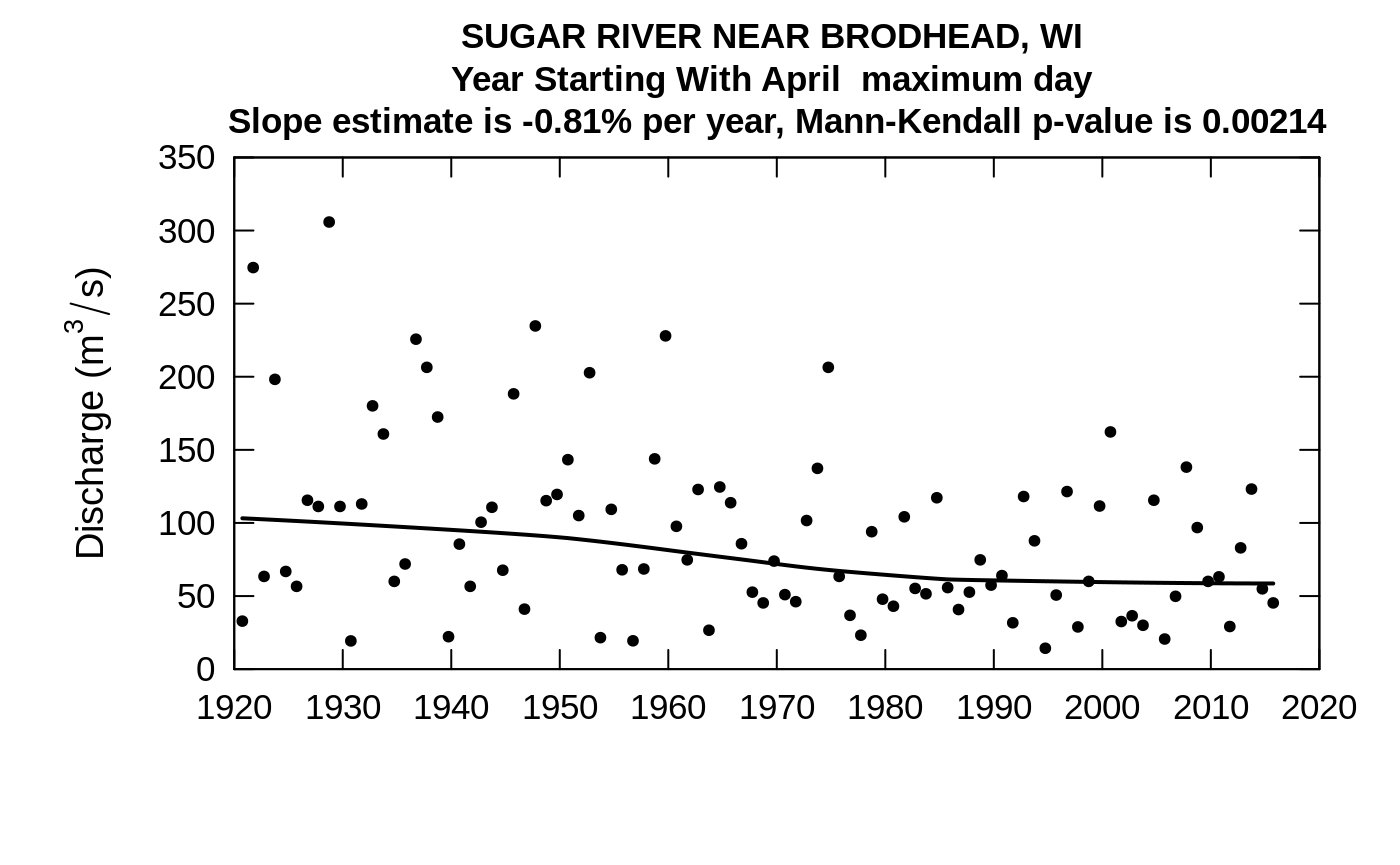 SUGAR RIVER NEAR BRODHEAD, WI
Year Starting With April  maximum day
Slope estimate is -0.81% per year, Mann-Kendall p-value is 0.00214
Discharge (m³/s)
350
300
250
200
150
100
50
0
1920 1930 1940 1950 1960 1970 1980 1990 2000 2010 2020